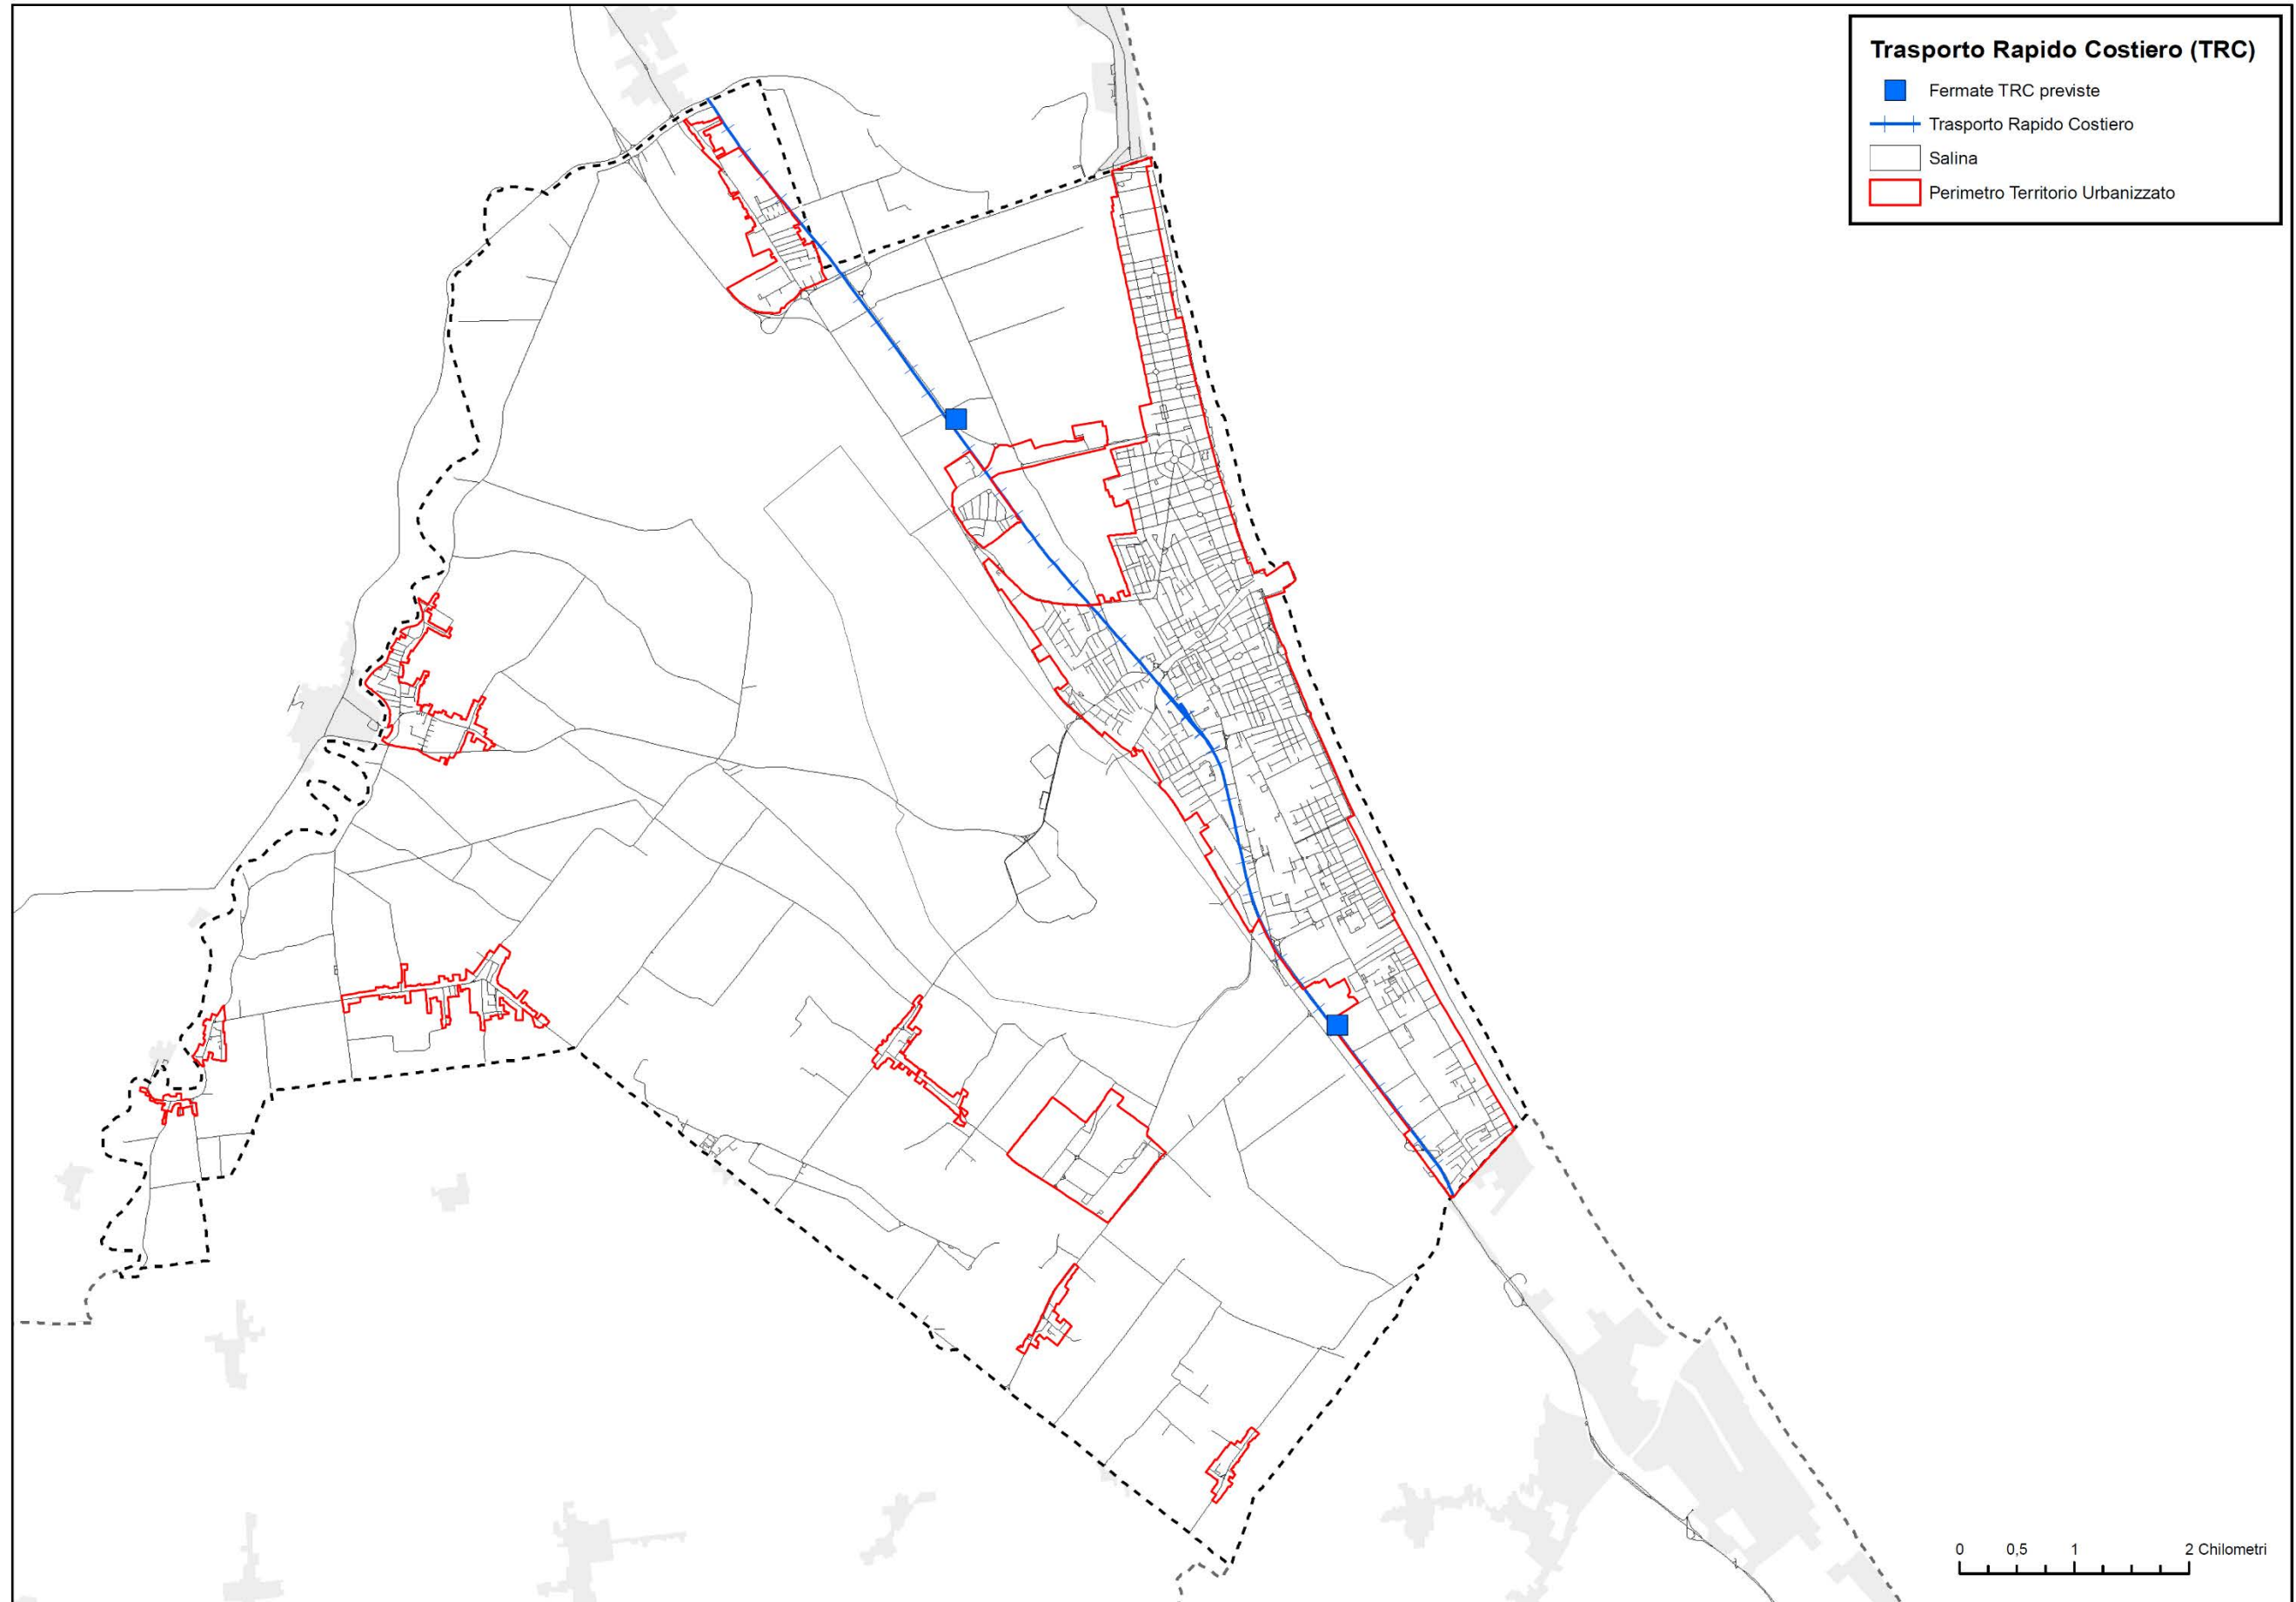 Trasporto Rapido Costiero (TRC)
Fermate TRC previste
Trasporto Rapido Costiero
Salina
Perimetro Territorio Urbanizzato
0 0,5 1 2 Chilometri